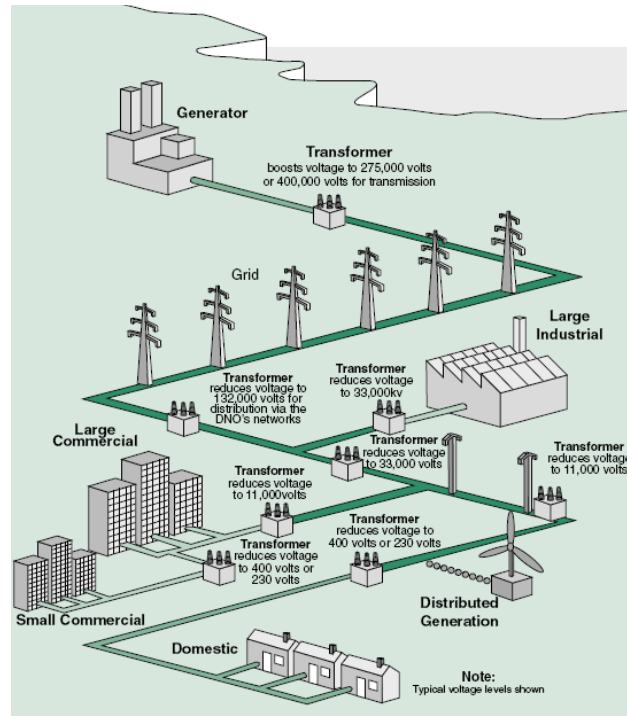 Generator
Transformer
boosts voltage to 275,000 volts
or 400,000 volts for transmission
Grid
Large
Industrial
Transformer
reduces voltage to
132,000 volts for
distribution via the
DNO's networks
Transformer
reduces voltage
to 33,000kv
Large
Commercial
Transformer
reduces voltage
to 33,000 volts
Transformer
reduces voltage
to 11,000 volts
Transformer
reduces voltage
to 11,000volts
Transformer
reduces voltage to
400 volts or 230 volts
Transformer
reduces voltage
to 400 volts or
230 volts
Small Commercial
Distributed
Generation
Domestic
Note:
Typical voltage levels shown